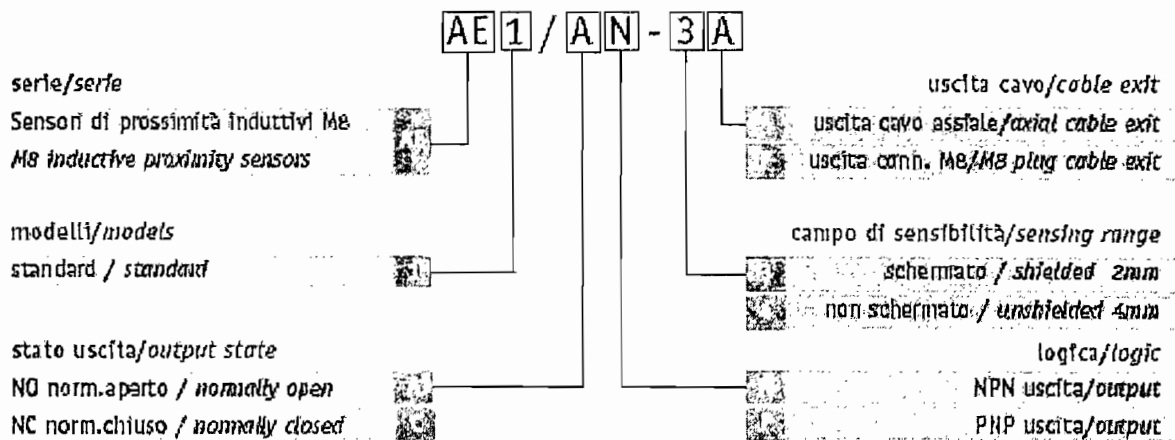 AE1/AN-3A
serie/serie
Sensori di prossimità induttivi M8
M8 inductive proximity sensors
modelli/models
standard / standard
stato uscita/output state
NO norm.aperto / normally open
NC norm.chiuso / normally closed
uscita cavo/cable exit
uscita cavo assiale/axial cable exit
uscita conn. M8/M8 plug cable exit
campo di sensibilità/sensing range
schermato / shielded 2mm
non schermato / unshielded 4mm
logica/logic
NPN uscita/output
PNP uscita/output